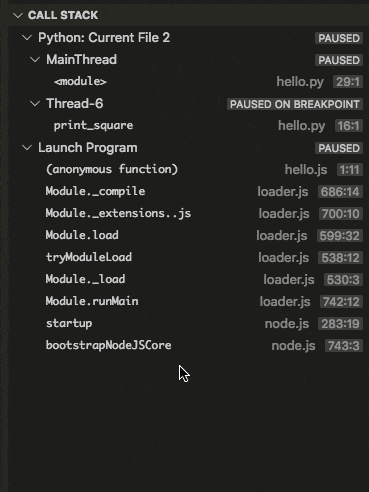 CALL STACK
Python: Current File 2 PAUSED
MainThread PAUSED
<module> hello.py 29:1
Thread-6 PAUSED ON BREAKPOINT
print_square hello.py 16:1
Launch Program PAUSED
(anonymous function) hello.js 1:11
Module._compile loader.js 686:14
Module._extensions..js loader.js 700:10
Module.load loader.js 599:32
tryModuleLoad loader.js 538:12
Module._load loader.js 530:3
Module.runMain loader.js 742:12
startup node.js 283:19
bootstrapNodeJSCore node.js 743:3